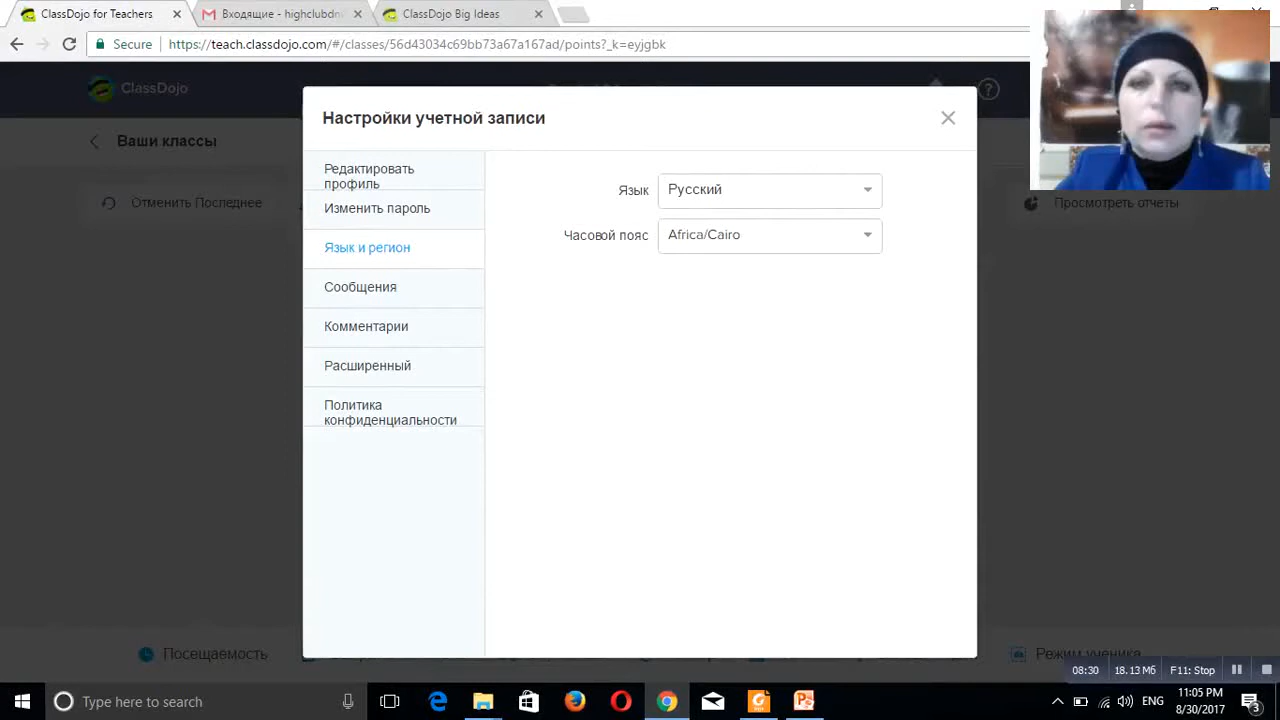 ClassDojo for Teachers
Входящие - highclubdn
ClassDojo Big Ideas
Secure
https://teach.classdojo.com/#/classes/56d43034c69bb73a67a167ad/points?_k=eyjgbk
ClassDojo
Настройки учетной записи
Ваши классы
Редактировать
профиль
Язык
Русский
Отменить Последнее
Изменить пароль
Просмотреть отчеты
Часовой пояс
Africa/Cairo
Язык и регион
Сообщения
Комментарии
Расширенный
Политика
конфиденциальности
Посещаемость
Режим ученика
08:30
18.13 Мб
F11: Stop
Type here to search
ENG
11:05 PM
8/30/2017
3